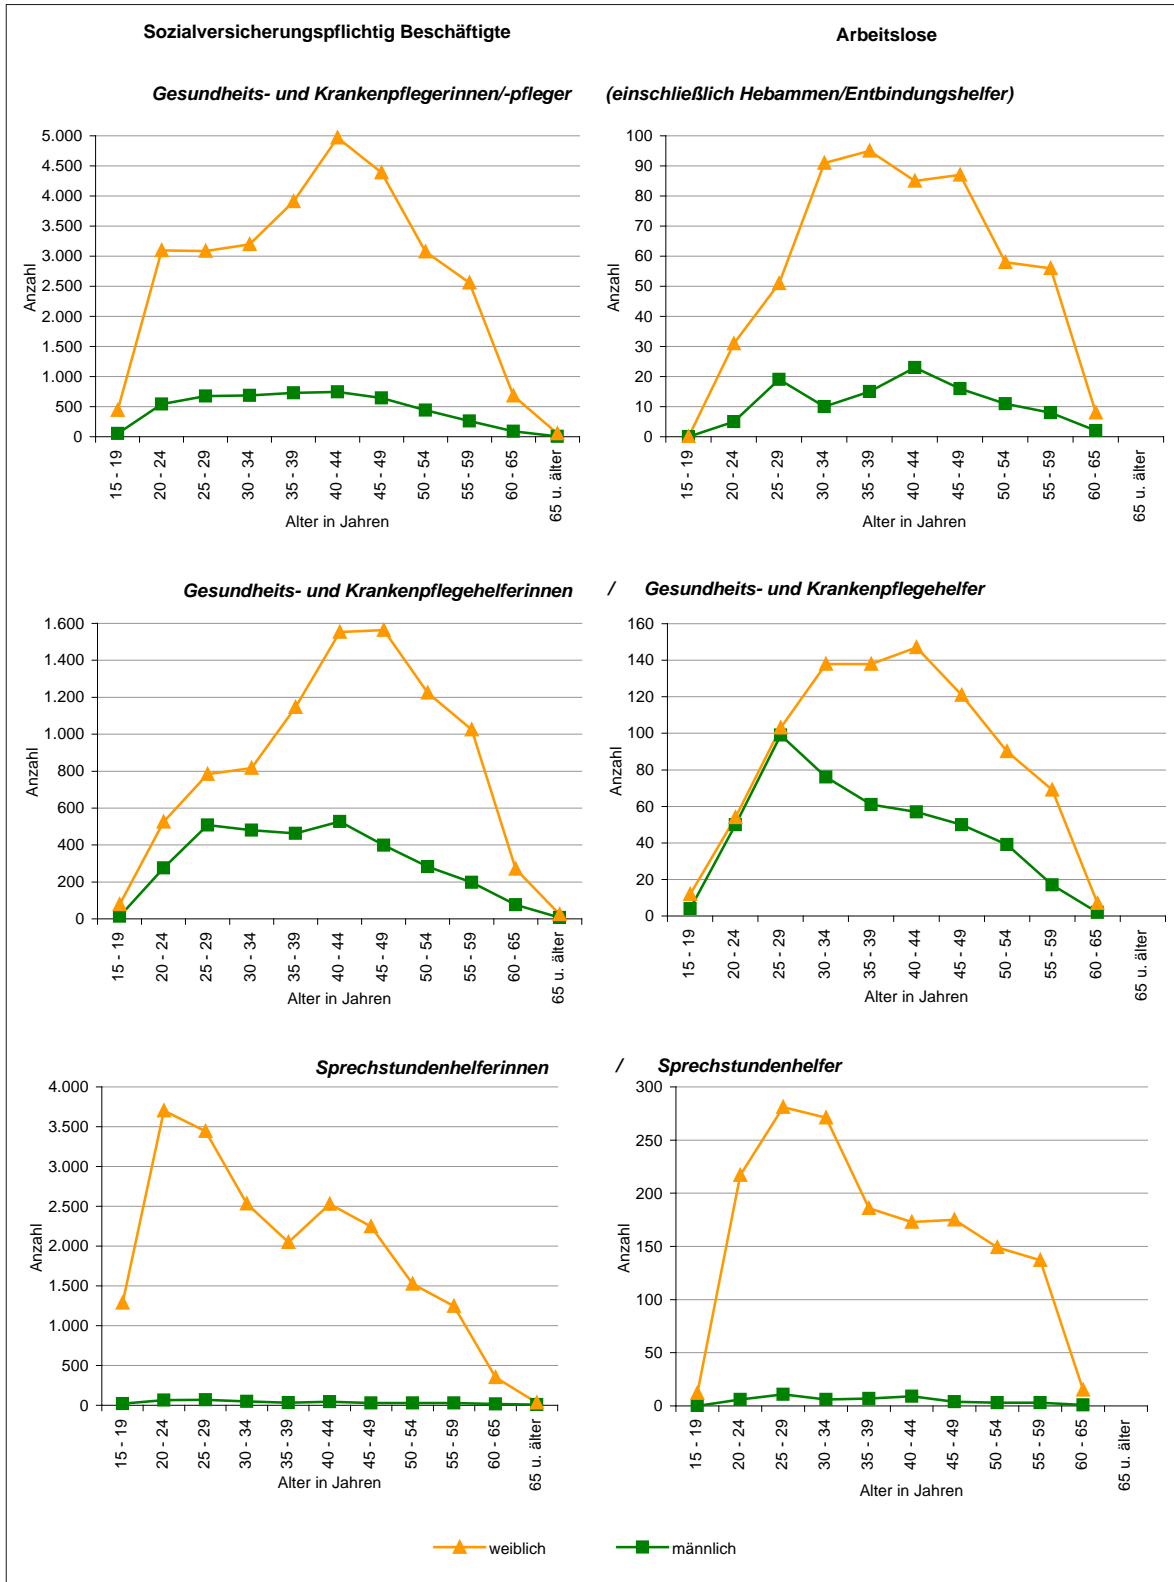 Sozialversicherungspflichtig Beschäftigte
Arbeitslose
Gesundheits- und Krankenpflegerinnen/-pfleger (einschließlich Hebammen/Entbindungshelfer)
5.000
4.500
4.000
3.500
3.000
2.500
2.000
1.500
1.000
500
0
Anzahl
15 - 19
20 - 24
25 - 29
30 - 34
35 - 39
40 - 44
45 - 49
50 - 54
55 - 59
60 - 65
65 u. älter
Alter in Jahren
100
90
80
70
60
50
40
30
20
10
0
Anzahl
15 - 19
20 - 24
25 - 29
30 - 34
35 - 39
40 - 44
45 - 49
50 - 54
55 - 59
60 - 65
65 u. älter
Alter in Jahren
Gesundheits- und Krankenpflegehelferinnen / Gesundheits- und Krankenpflegehelfer
1.600
1.400
1.200
1.000
800
600
400
200
0
Anzahl
15 - 19
20 - 24
25 - 29
30 - 34
35 - 39
40 - 44
45 - 49
50 - 54
55 - 59
60 - 65
65 u. älter
Alter in Jahren
160
140
120
100
80
60
40
20
0
Anzahl
15 - 19
20 - 24
25 - 29
30 - 34
35 - 39
40 - 44
45 - 49
50 - 54
55 - 59
60 - 65
65 u. älter
Alter in Jahren
Sprechstundenhelferinnen / Sprechstundenhelfer
4.000
3.500
3.000
2.500
2.000
1.500
1.000
500
0
Anzahl
15 - 19
20 - 24
25 - 29
30 - 34
35 - 39
40 - 44
45 - 49
50 - 54
55 - 59
60 - 65
65 u. älter
Alter in Jahren
300
250
200
150
100
50
0
Anzahl
15 - 19
20 - 24
25 - 29
30 - 34
35 - 39
40 - 44
45 - 49
50 - 54
55 - 59
60 - 65
65 u. älter
Alter in Jahren
weiblich
männlich